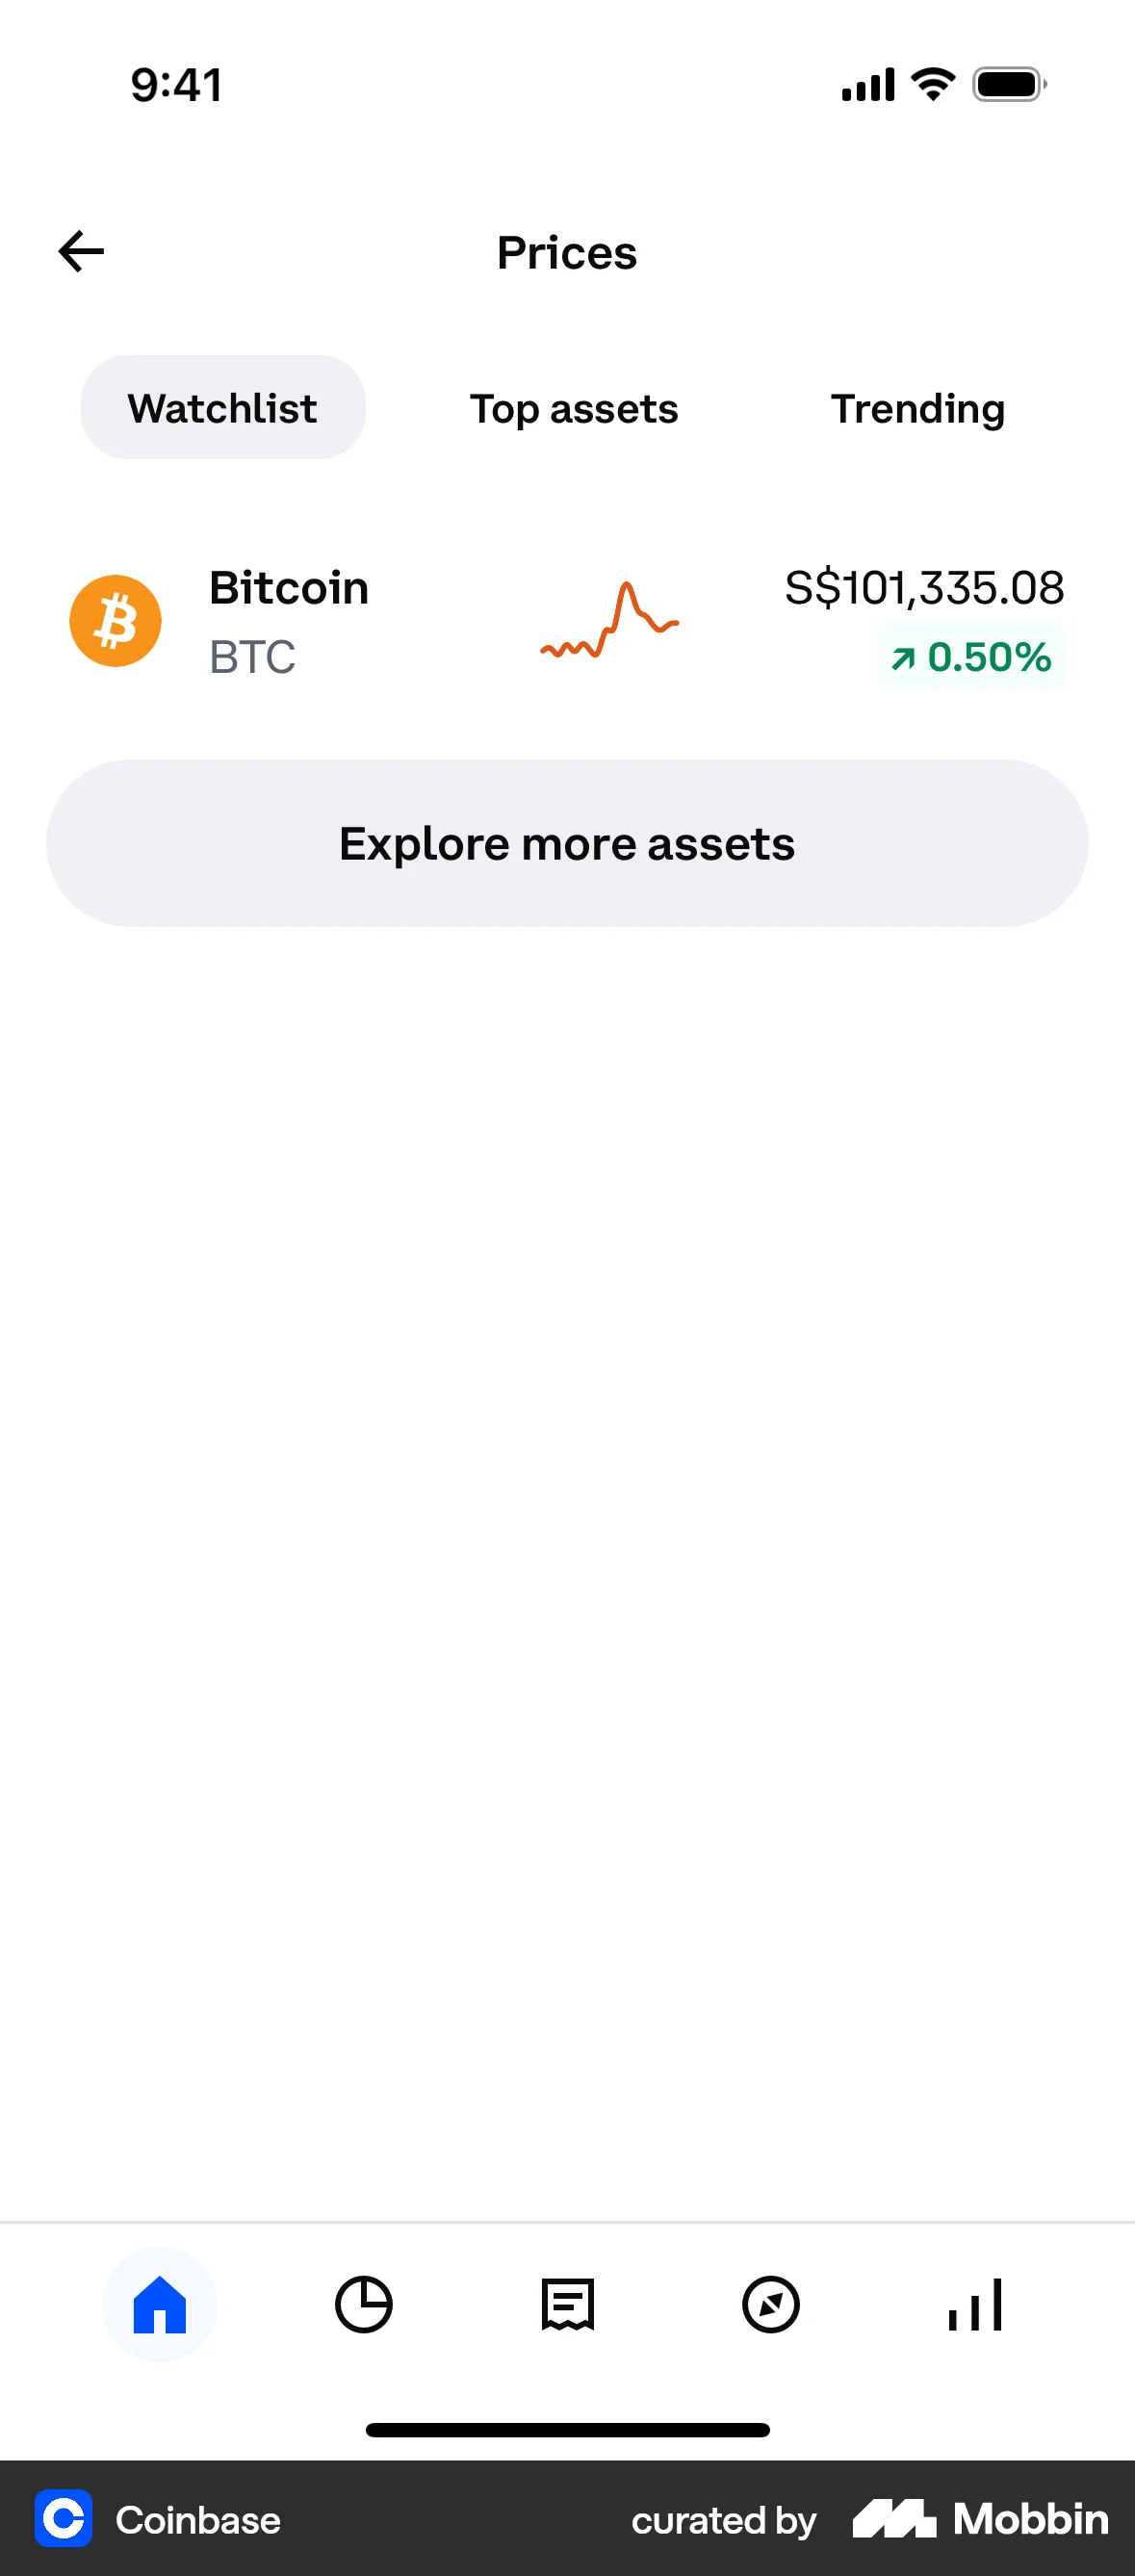 9:41
Prices
Watchlist Top assets Trending
Bitcoin S$101,335.08
BTC 0.50%
Explore more assets
Coinbase curated by Mobbin